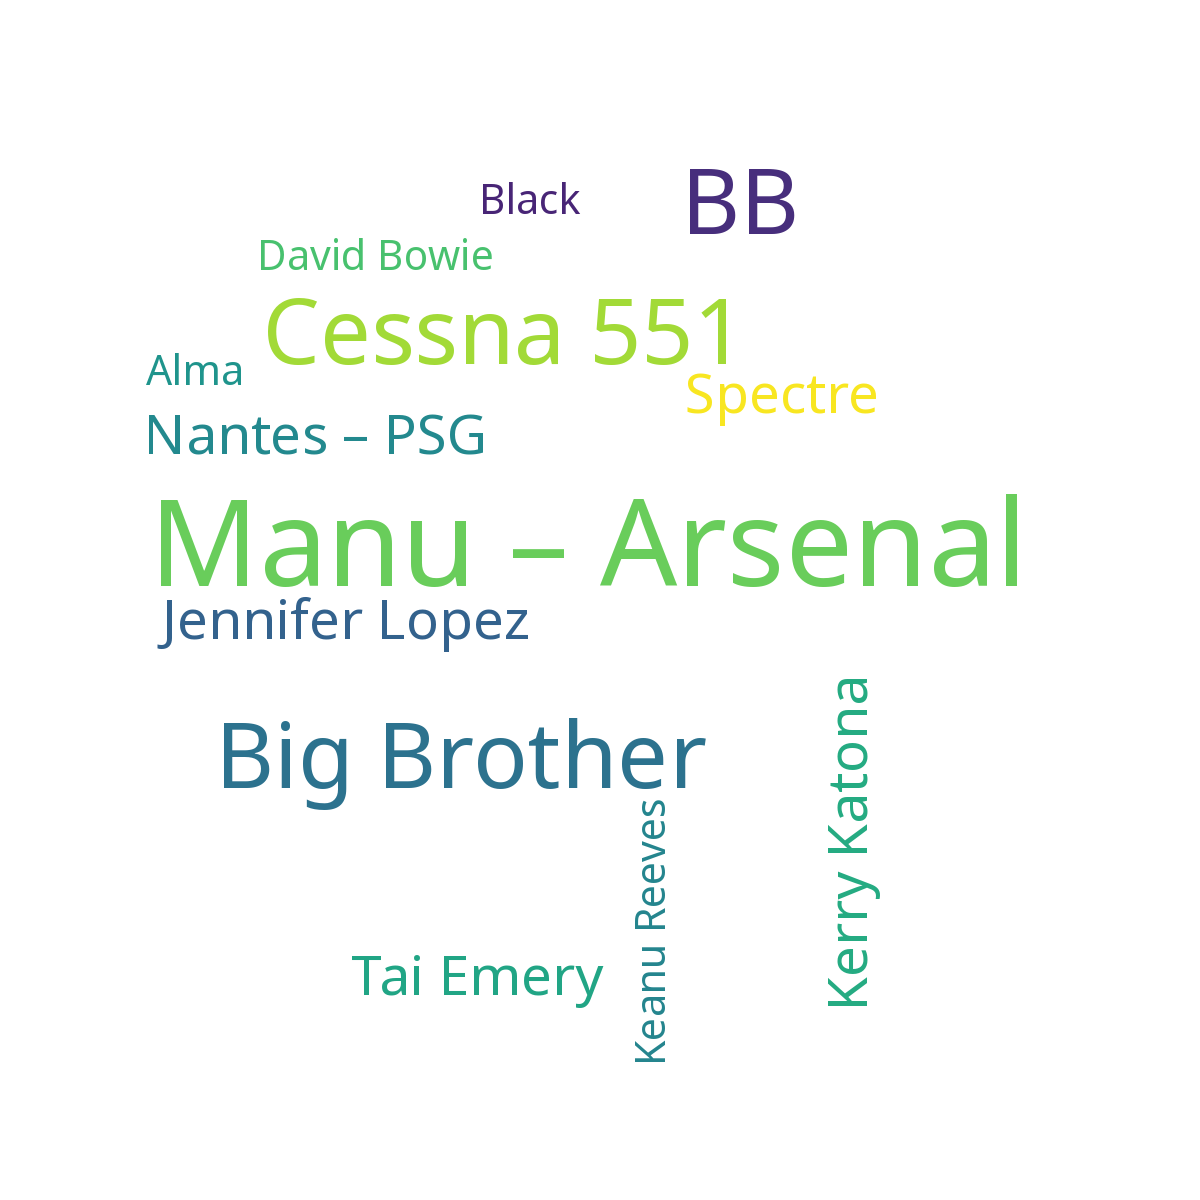 Black
BB
David Bowie
Cessna 551
Alma
Spectre
Nantes – PSG
Manu – Arsenal
Jennifer Lopez
Big Brother
Kerry Katona
Keanu Reeves
Tai Emery